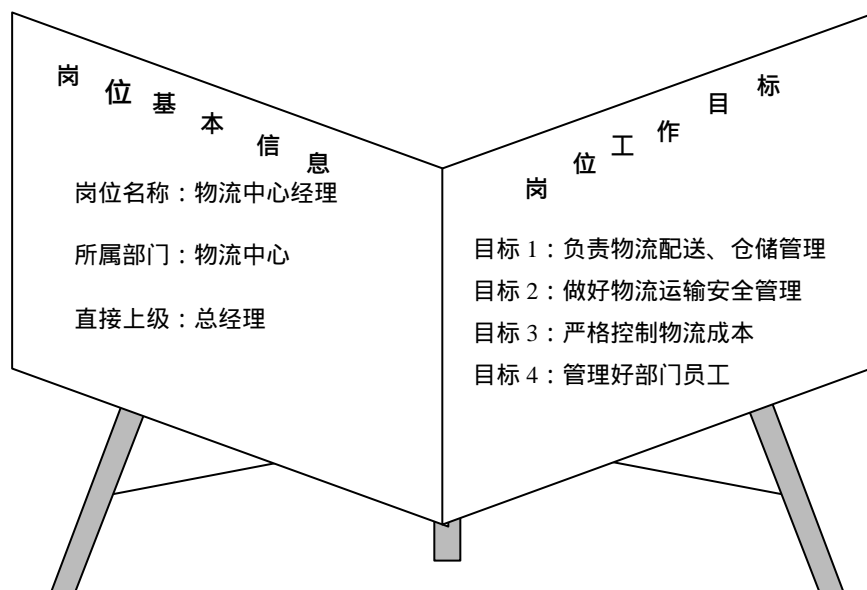 岗位基本信息
岗位名称：物流中心经理
所属部门：物流中心
直接上级：总经理
岗位工作目标
目标 1：负责物流配送、仓储管理
目标 2：做好物流运输安全管理
目标 3：严格控制物流成本
目标 4：管理好部门员工